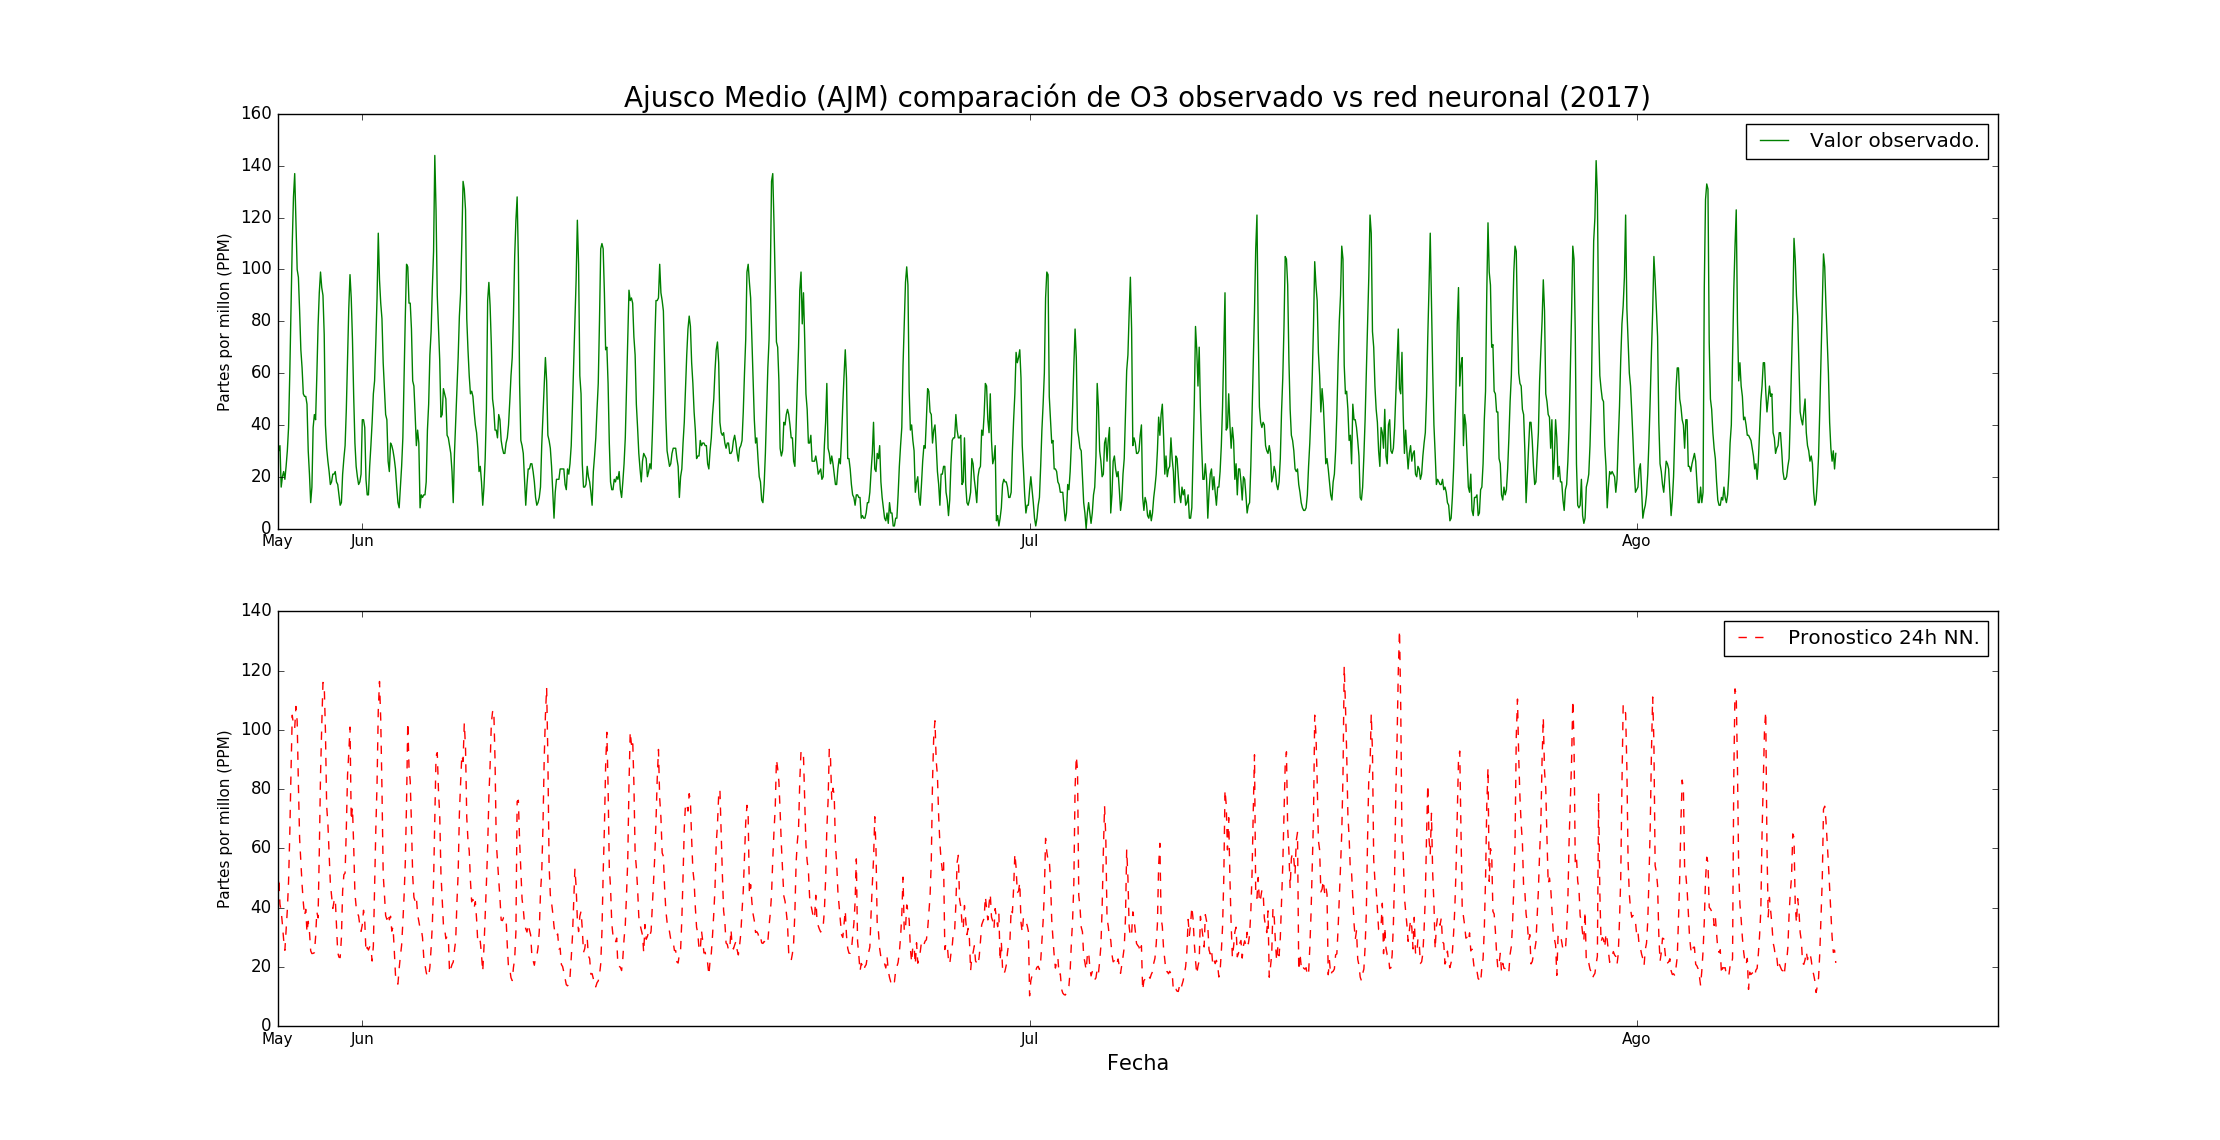 Ajusco Medio (AJM) comparación de O3 observado vs red neuronal (2017)
160
140
120
100
80
60
40
20
0
Partes por millon (PPM)
Valor observado.
May Jun Jul Ago
140
120
100
80
60
40
20
0
Partes por millon (PPM)
Pronostico 24h NN.
May Jun Jul Ago
Fecha